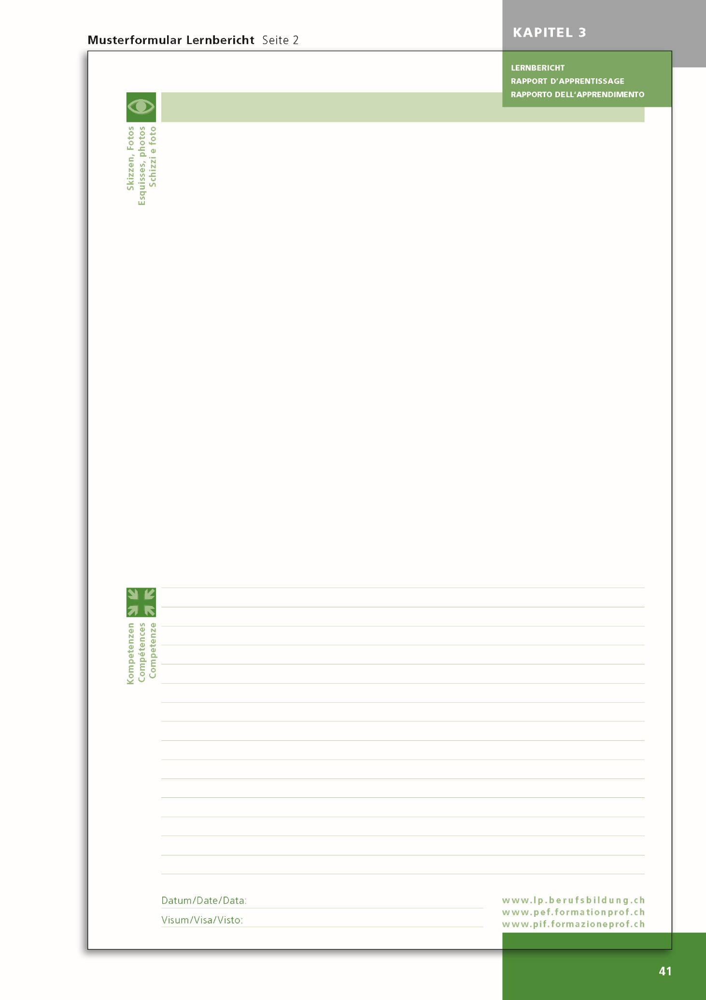 KAPITEL 3
Musterformular Lernbericht Seite 2
LERNBERICHT
RAPPORT D’APPRENTISSAGE
RAPPORTO DELL‘APPRENDIMENTO
Skizzen, Fotos
Esquisses, photos
Schizzi e foto
Kompetenzen
Compétences
Competenze
Datum/Date/Data:
Visum/Visa/Visto:
www.lp.berufsbildung.ch
www.pef.formationprof.ch
www.pif.formazioneprof.ch
41